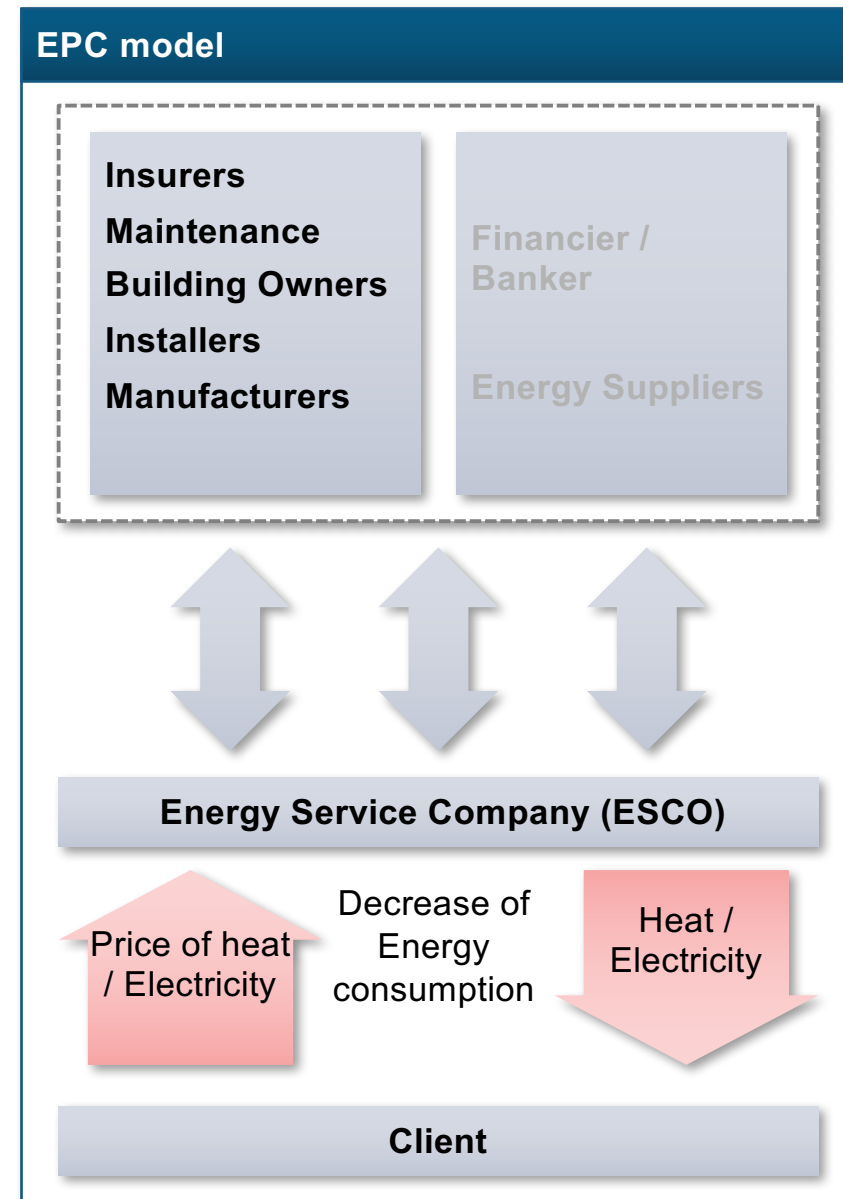 EPC model
Insurers
Maintenance
Building Owners
Installers
Manufacturers
Financier /
Banker
Energy Suppliers
Energy Service Company (ESCO)
Price of heat
/ Electricity
Decrease of
Energy
consumption
Heat /
Electricity
Client